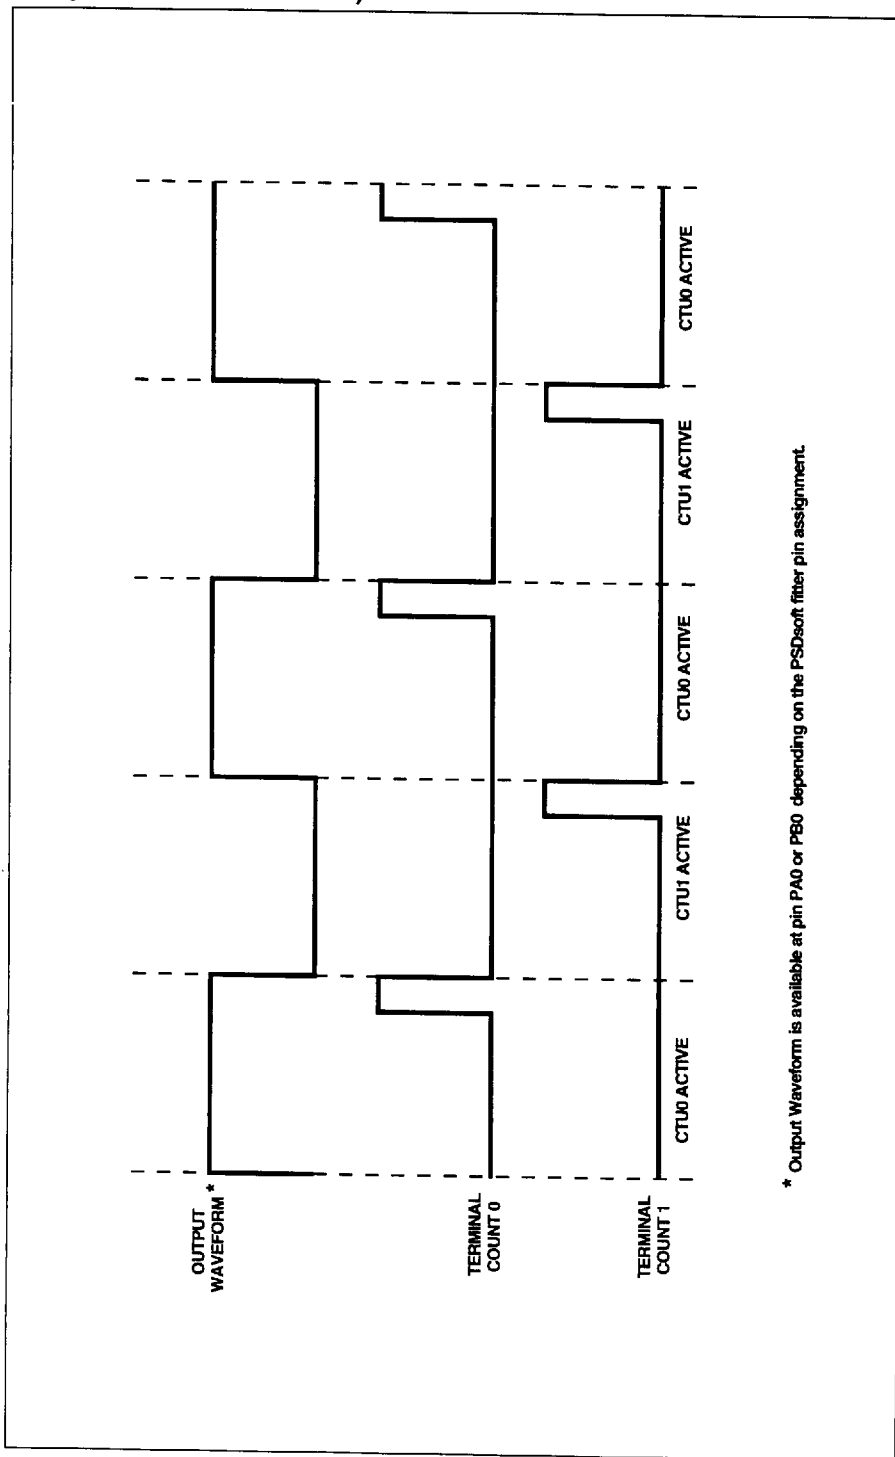 OUTPUT
WAVEFORM *
TERMINAL
COUNT 0
TERMINAL
COUNT 1
CTU0 ACTIVE
CTU1 ACTIVE
CTU0 ACTIVE
CTU1 ACTIVE
CTU0 ACTIVE
* Output Waveform is available at pin PA0 or PB0 depending on the PSDsoft fitter pin assignment.